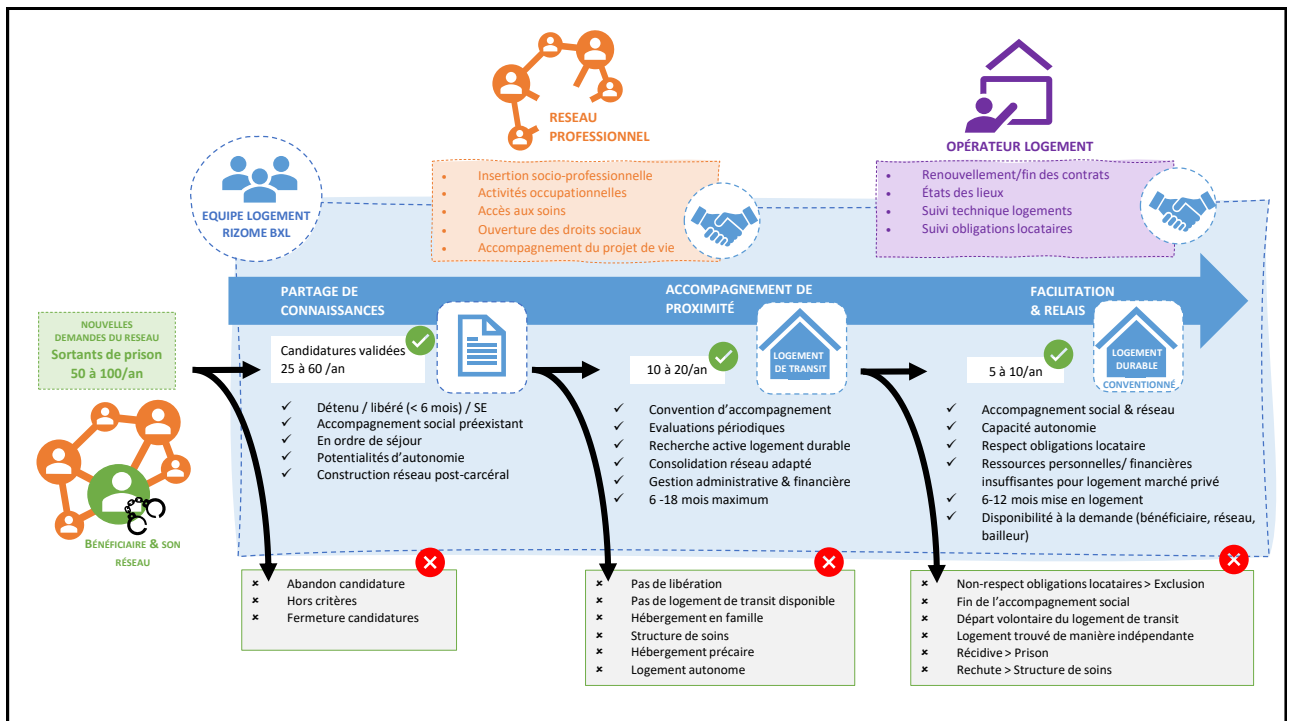 RESEAU
PROFESSIONNEL
OPÉRATEUR LOGEMENT
EQUIPE LOGEMENT
RIZOME BXL
• Insertion socio-professionnelle
• Activités occupationnelles
• Accès aux soins
• Ouverture des droits sociaux
• Accompagnement du projet de vie
• Renouvellement/fin des contrats
• États des lieux
• Suivi technique logements
• Suivi obligations locataires
PARTAGE DE
CONNAISSANCES
ACCOMPAGNEMENT DE
PROXIMITÉ
FACILITATION
& RELAIS
NOUVELLES
DEMANDES DU RESEAU
Sortants de prison
50 à 100/an
Candidatures validées
25 à 60 /an
10 à 20/an
LOGEMENT
DE TRANSIT
5 à 10/an
LOGEMENT
DURABLE
CONVENTIONNÉ
✓ Détenu / libéré (< 6 mois) / SE
✓ Accompagnement social préexistant
✓ En ordre de séjour
✓ Potentialités d'autonomie
✓ Construction réseau post-carcéral
✓ Convention d'accompagnement
✓ Evaluations périodiques
✓ Recherche active logement durable
✓ Consolidation réseau adapté
✓ Gestion administrative & financière
✓ 6 -18 mois maximum
✓ Accompagnement social & réseau
✓ Capacité autonomie
✓ Respect obligations locataire
✓ Ressources personnelles/ financières
insuffisantes pour logement marché privé
✓ 6-12 mois mise en logement
✓ Disponibilité à la demande (bénéficiaire, réseau,
bailleur)
BÉNÉFICIAIRE & SON
RÉSEAU
× Abandon candidature
× Hors critères
× Fermeture candidatures
× Pas de libération
× Pas de logement de transit disponible
× Hébergement en famille
× Structure de soins
× Hébergement précaire
× Logement autonome
× Non-respect obligations locataires > Exclusion
× Fin de l'accompagnement social
× Départ volontaire du logement de transit
× Logement trouvé de manière indépendante
× Récidive > Prison
× Rechute > Structure de soins